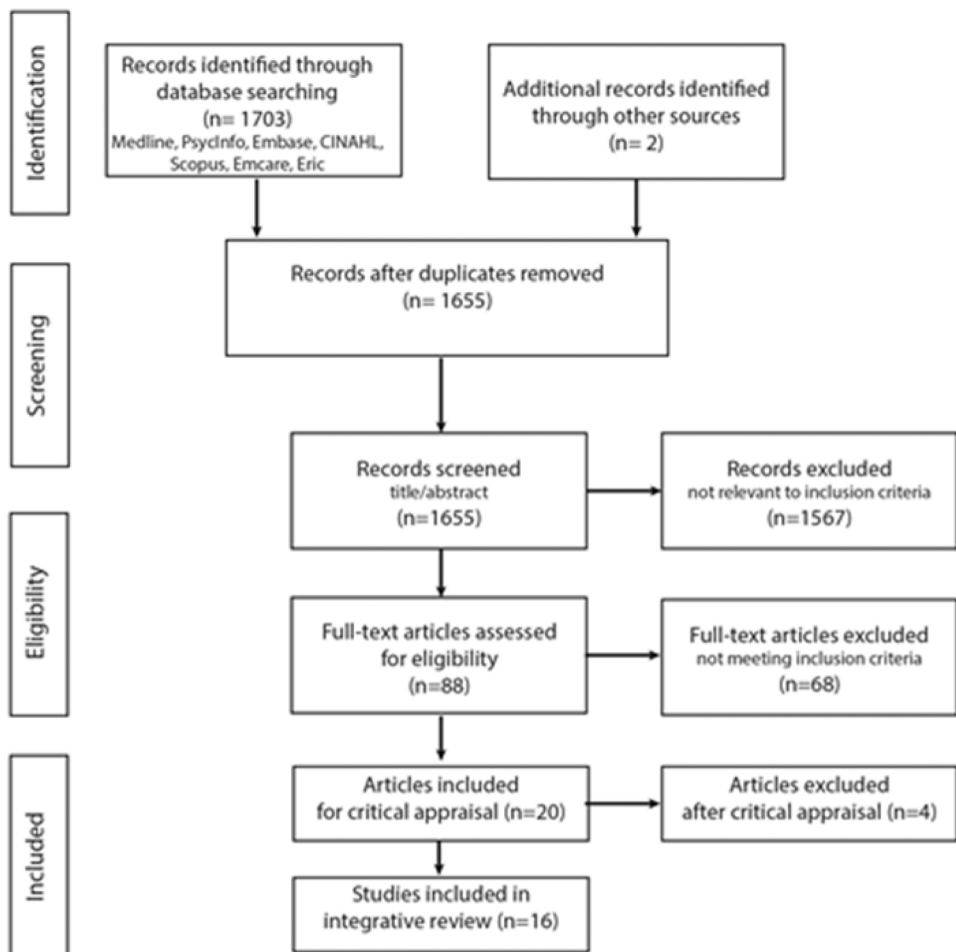 Identification
Records identified through
database searching
(n= 1703)
Medline, PsycInfo, Embase, CINAHL,
Scopus, Emcare, Eric
Additional records identified
through other sources
(n= 2)
Screening
Records after duplicates removed
(n= 1655)
Records screened
title/abstract
(n=1655)
Records excluded
not relevant to inclusion criteria
(n=1567)
Eligibility
Full-text articles assessed
for eligibility
(n=88)
Full-text articles excluded
not meeting inclusion criteria
(n=68)
Included
Articles included
for critical appraisal (n=20)
Articles excluded
after critical appraisal (n=4)
Studies included in
integrative review (n=16)